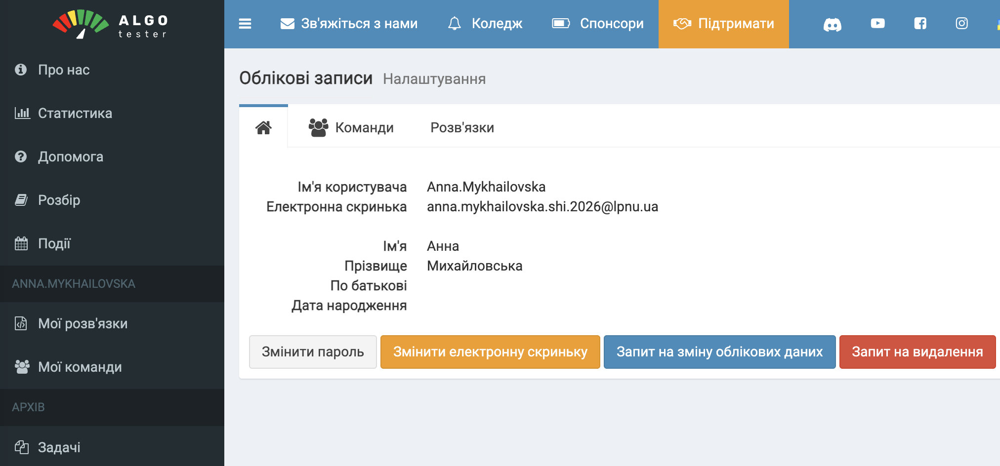 ALGO
tester
Про нас
Статистика
Допомога
Розбір
Події
ANNA.MYKHAILOVSKA
Мої розв'язки
Мої команди
АРХІВ
Задачі
Зв'яжіться з нами
Коледж
Спонсори
Підтримати
Облікові записи Налаштування
Команди
Розв'язки
Ім'я користувача Anna.Mykhailovska
Електронна скринька anna.mykhailovska.shi.2026@lpnu.ua
Ім'я Анна
Прізвище Михайловська
По батькові
Дата народження
Змінити пароль
Змінити електронну скриньку
Запит на зміну облікових даних
Запит на видалення